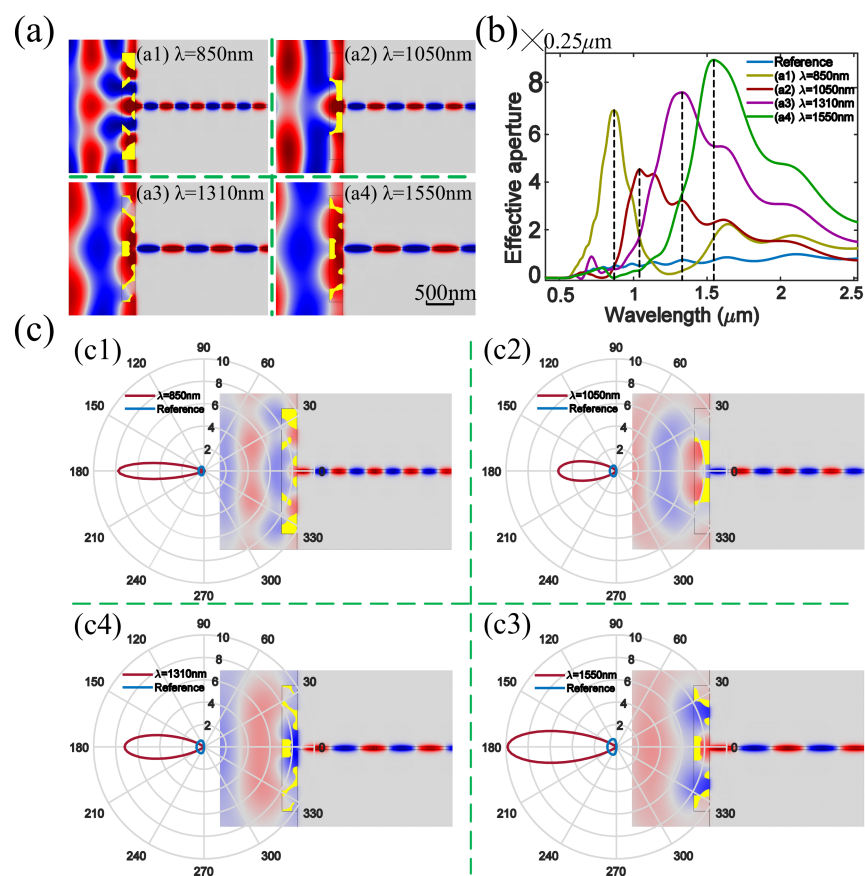 (a)
(a1) λ=850nm
(a2) λ=1050nm
(a3) λ=1310nm
(a4) λ=1550nm
500nm
(b)
×0.25μm
Effective aperture
8
6
4
2
0
0.5
1
1.5
2
2.5
Wavelength (μm)
Reference
(a1) λ=850nm
(a2) λ=1050nm
(a3) λ=1310nm
(a4) λ=1550nm
(c)
(c1)
90
120
60
150
30
180
0
210
330
240
300
270
10
8
6
4
2
λ=850nm
Reference
(c2)
90
120
60
150
30
180
0
210
330
240
300
270
10
8
6
4
2
λ=1050nm
Reference
(c4)
90
120
60
150
30
180
0
210
330
240
300
270
10
8
6
4
2
λ=1310nm
Reference
(c3)
90
120
60
150
30
180
0
210
330
240
300
270
10
8
6
4
2
λ=1550nm
Reference